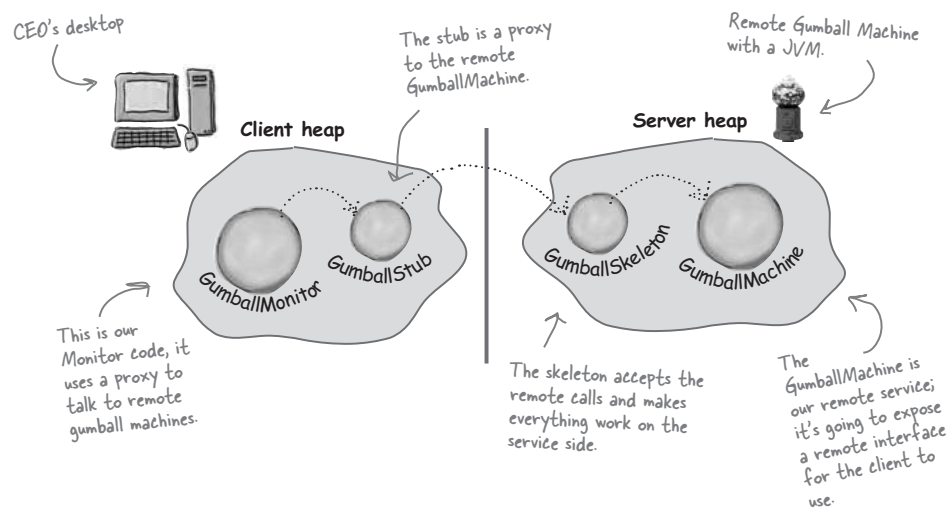 CEO's desktop
The stub is a proxy
to the remote
GumballMachine.
Remote Gumball Machine
with a JVM.
Client heap
Server heap
GumballMonitor
GumballStub
GumballSkeleton
GumballMachine
This is our
Monitor code, it
uses a proxy to
talk to remote
gumball machines.
The skeleton accepts the
remote calls and makes
everything work on the
service side.
The
GumballMachine is
our remote service;
it's going to expose
a remote interface
for the client to
use.